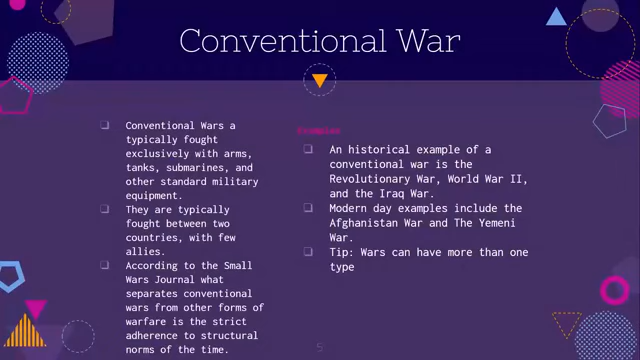 Conventional War
Conventional Wars a
typically fought
exclusively with arms,
tanks, submarines, and
other standard military
equipment.
They are typically
fought between two
countries, with few
allies.
According to the Small
Wars Journal what
separates conventional
wars from other forms of
warfare is the strict
adherence to structural
norms of the time.
Examples
An historical example of a
conventional war is the
Revolutionary War, World War II,
and the Iraq War.
Modern day examples include the
Afghanistan War and The Yemeni
War.
Tip: Wars can have more than one
type
5